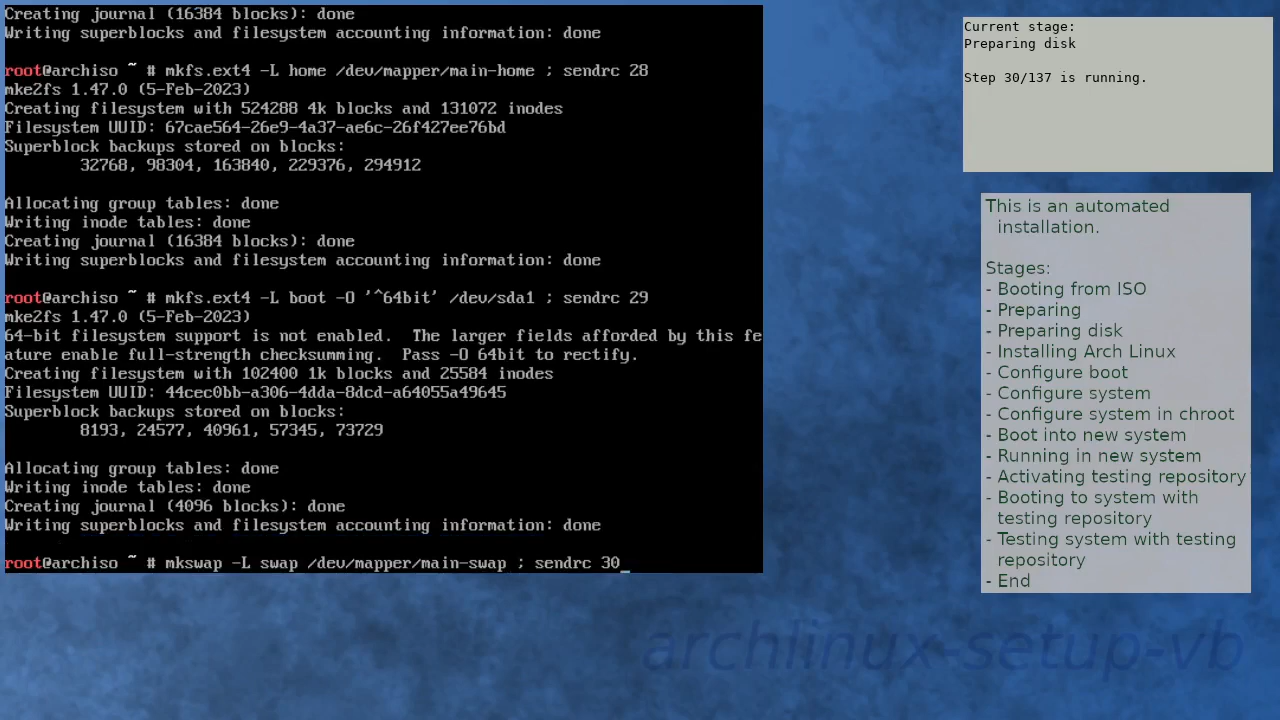 Creating journal (16384 blocks): done
Writing superblocks and filesystem accounting information: done
root@archiso ~ # mkfs.ext4 -L home /dev/mapper/main-home ; sendrc 28
mke2fs 1.47.0 (5-Feb-2023)
Creating filesystem with 524288 4k blocks and 131072 inodes
Filesystem UUID: 67cae564-26e9-4a37-ae6c-26f427ee76bd
Superblock backups stored on blocks:
        32768, 98304, 163840, 229376, 294912
Allocating group tables: done
Writing inode tables: done
Creating journal (16384 blocks): done
Writing superblocks and filesystem accounting information: done
root@archiso ~ # mkfs.ext4 -L boot -O '^64bit' /dev/sda1 ; sendrc 29
mke2fs 1.47.0 (5-Feb-2023)
64-bit filesystem support is not enabled.  The larger fields afforded by this fe
ature enable full-strength checksumming.  Pass -O 64bit to rectify.
Creating filesystem with 102400 1k blocks and 25584 inodes
Filesystem UUID: 44cec0bb-a306-4dda-8dcd-a64055a49645
Superblock backups stored on blocks:
        8193, 24577, 40961, 57345, 73729
Allocating group tables: done
Writing inode tables: done
Creating journal (4096 blocks): done
Writing superblocks and filesystem accounting information: done
root@archiso ~ # mkswap -L swap /dev/mapper/main-swap ; sendrc 30_
Current stage:
Preparing disk
Step 30/137 is running.
This is an automated
installation.
Stages:
- Booting from ISO
- Preparing
- Preparing disk
- Installing Arch Linux
- Configure boot
- Configure system
- Configure system in chroot
- Boot into new system
- Running in new system
- Activating testing repository
- Booting to system with
testing repository
- Testing system with testing
repository
- End
archlinux-setup-vb